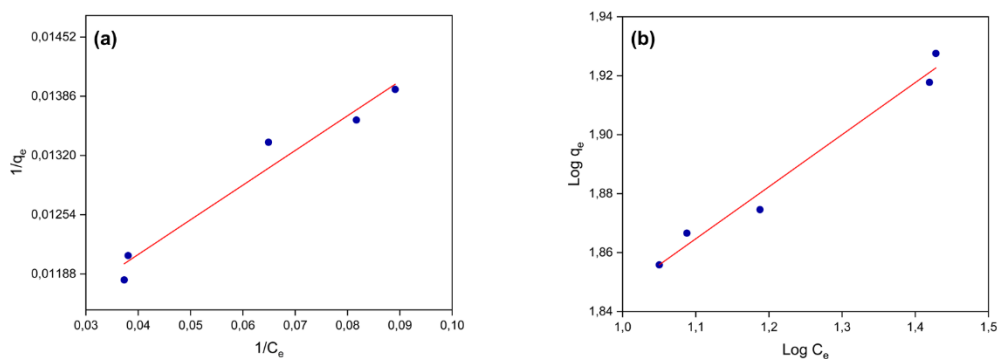 (a)
0,01452
0,01386
0,01320
0,01254
0,01188
1/qe
0,03 0,04 0,05 0,06 0,07 0,08 0,09 0,10
1/Ce
(b)
1,94
1,92
1,90
1,88
1,86
1,84
Log qe
1,0 1,1 1,2 1,3 1,4 1,5
Log Ce